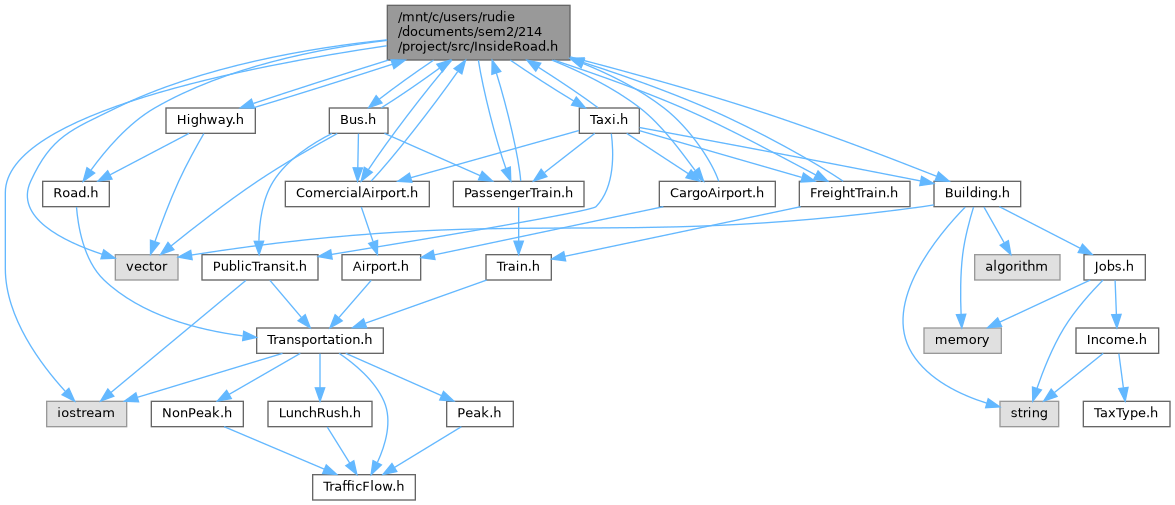 /mnt/c/users/rudie
/documents/sem2/214
/project/src/InsideRoad.h
Highway.h
Bus.h
Taxi.h
Road.h
ComercialAirport.h
PassengerTrain.h
CargoAirport.h
FreightTrain.h
Building.h
vector
PublicTransit.h
Airport.h
Train.h
algorithm
Jobs.h
Transportation.h
memory
Income.h
iostream
NonPeak.h
LunchRush.h
Peak.h
string
TaxType.h
TrafficFlow.h